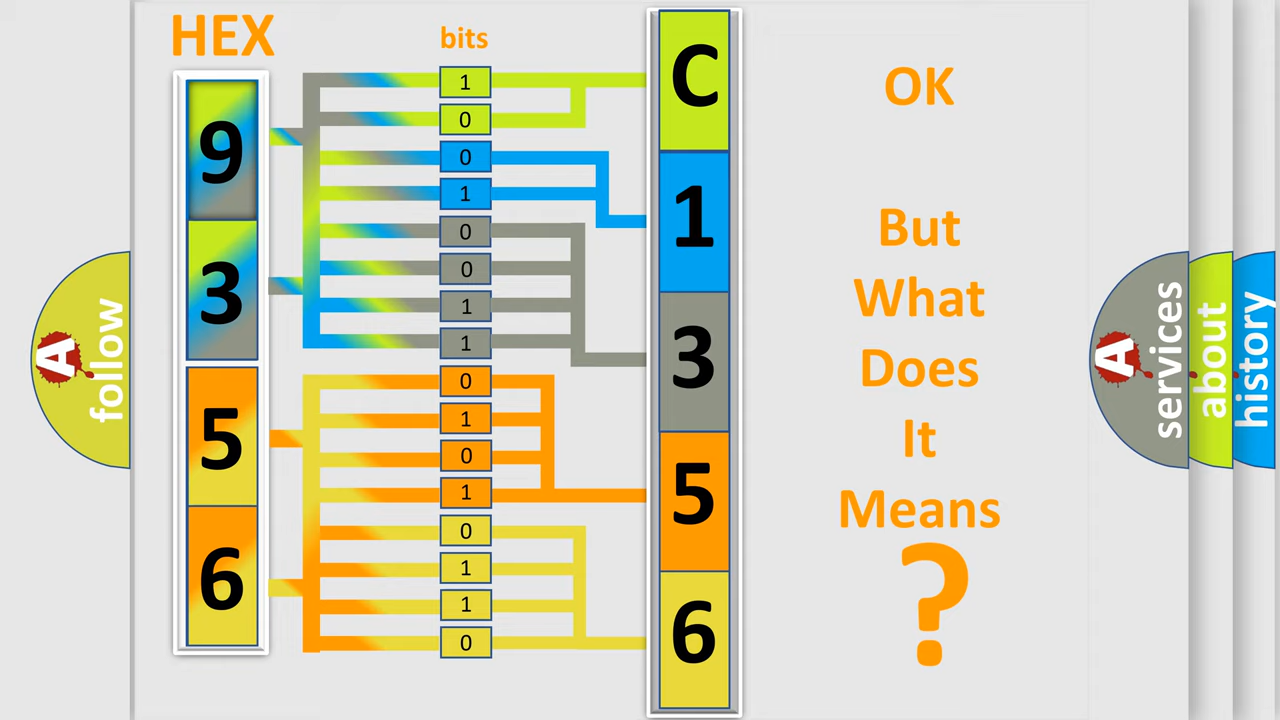 HEX
bits
9
3
5
6
1
0
0
1
0
0
1
1
0
1
0
1
0
1
1
0
C
1
3
5
6
OK
But
What
Does
It
Means
?
A
follow
A
services
about
history